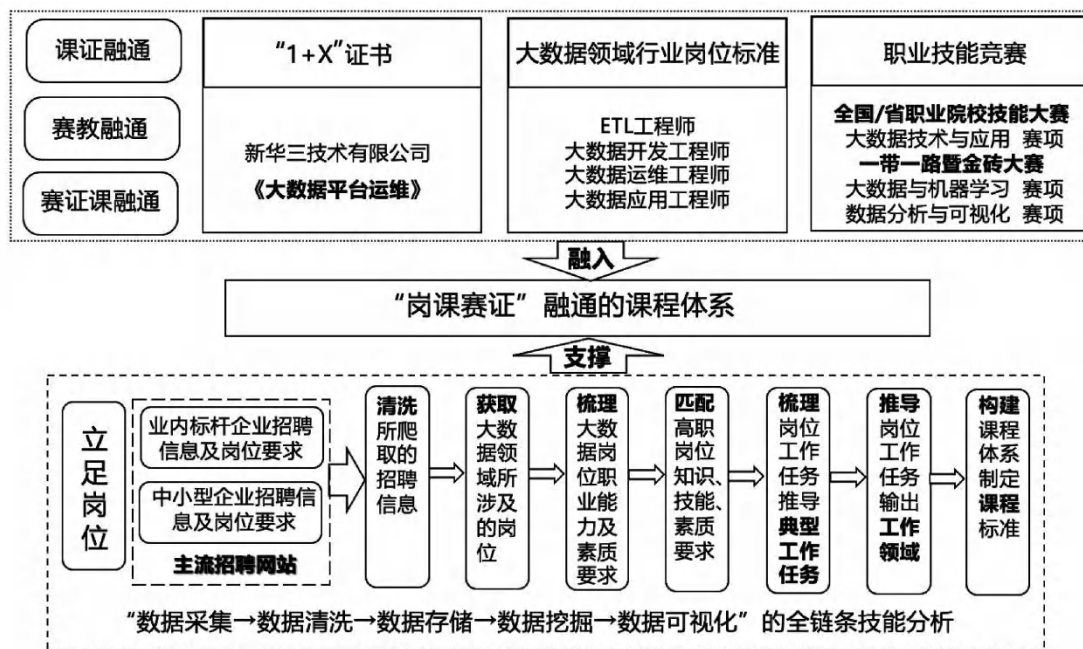 课证融通
赛教融通
赛证课融通
“1+X”证书
新华三技术有限公司
《大数据平台运维》
大数据领域行业岗位标准
ETL工程师
大数据开发工程师
大数据运维工程师
大数据应用工程师
职业技能竞赛
全国/省职业院校技能大赛
大数据技术与应用 赛项
一带一路暨金砖大赛
大数据与机器学习 赛项
数据分析与可视化 赛项
融入
“岗课赛证”融通的课程体系
支撑
立足岗位
业内标杆企业招聘
信息及岗位要求
中小型企业招聘信
息及岗位要求
主流招聘网站
清洗
所爬
取的
招聘
信息
获取
大数
据领
域所
涉及
的岗
位
梳理
大数
据岗
位职
业能
力及
素质
要求
匹配
高职
岗位
知识、
技能、
素质
要求
梳理
岗位
工作
任务
推导
典型
工作
任务
推导
岗位
工作
任务
输出
工作
领域
构建
课程
体系
制定
课程
标准
“数据采集→数据清洗→数据存储→数据挖掘→数据可视化”的全链条技能分析